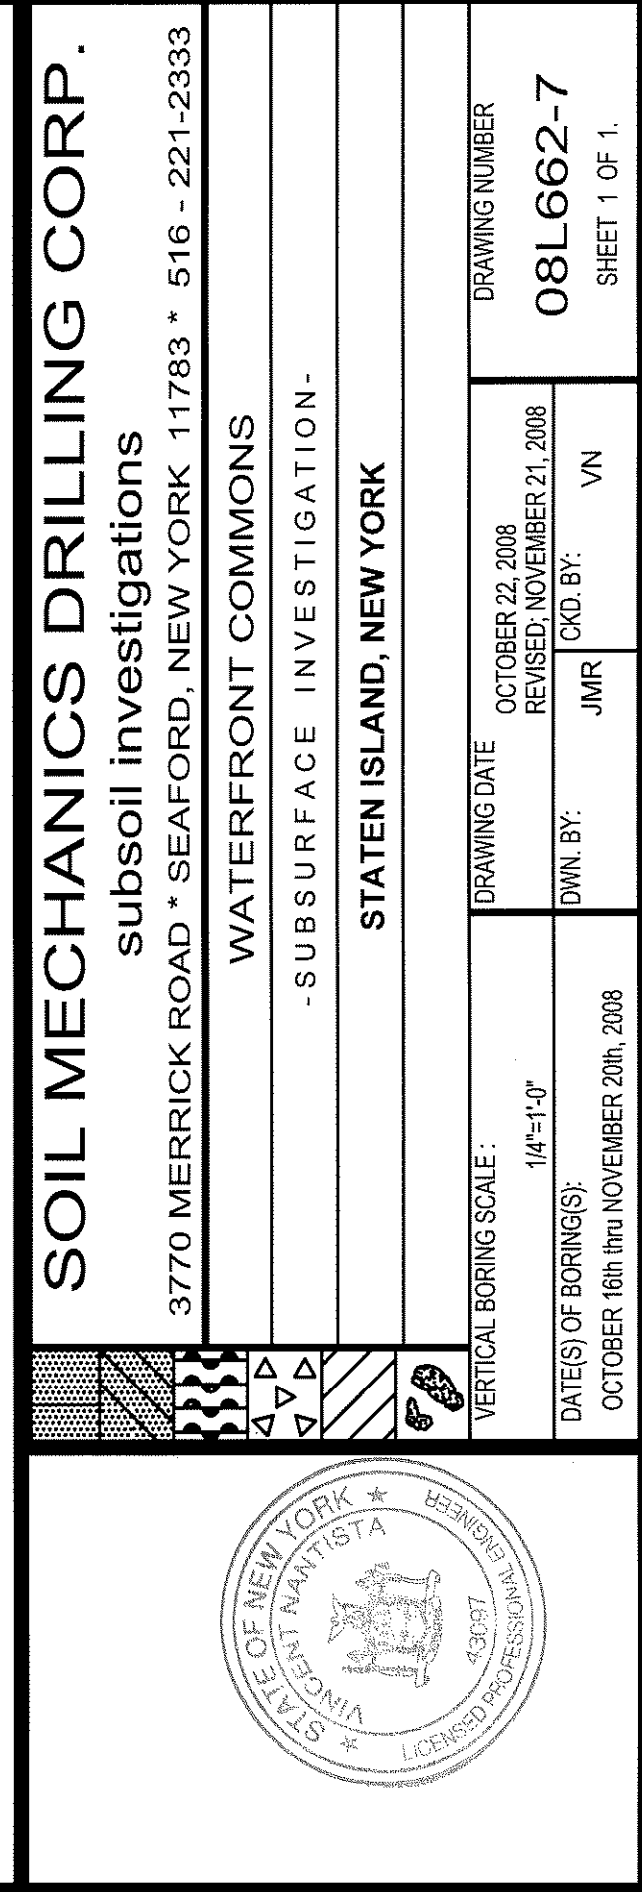 SOIL MECHANICS DRILLING CORP.
subsoil investigations
3770 MERRICK ROAD * SEAFORD, NEW YORK 11783 * 516 - 221-2333
WATERFRONT COMMONS
-SUBSURFACE INVESTIGATION-
STATEN ISLAND, NEW YORK
VERTICAL BORING SCALE :
1/4"=1'-0"
DATE(S) OF BORING(S):
OCTOBER 16th thru NOVEMBER 20th, 2008
DRAWING DATE
OCTOBER 22, 2008
REVISED; NOVEMBER 21, 2008
DWN. BY: JMR
CKD. BY: VN
DRAWING NUMBER
08L662-7
SHEET 1 OF 1.
★ STATE OF NEW YORK ★
VINCENT NANTISTA
43097
LICENSED PROFESSIONAL ENGINEER